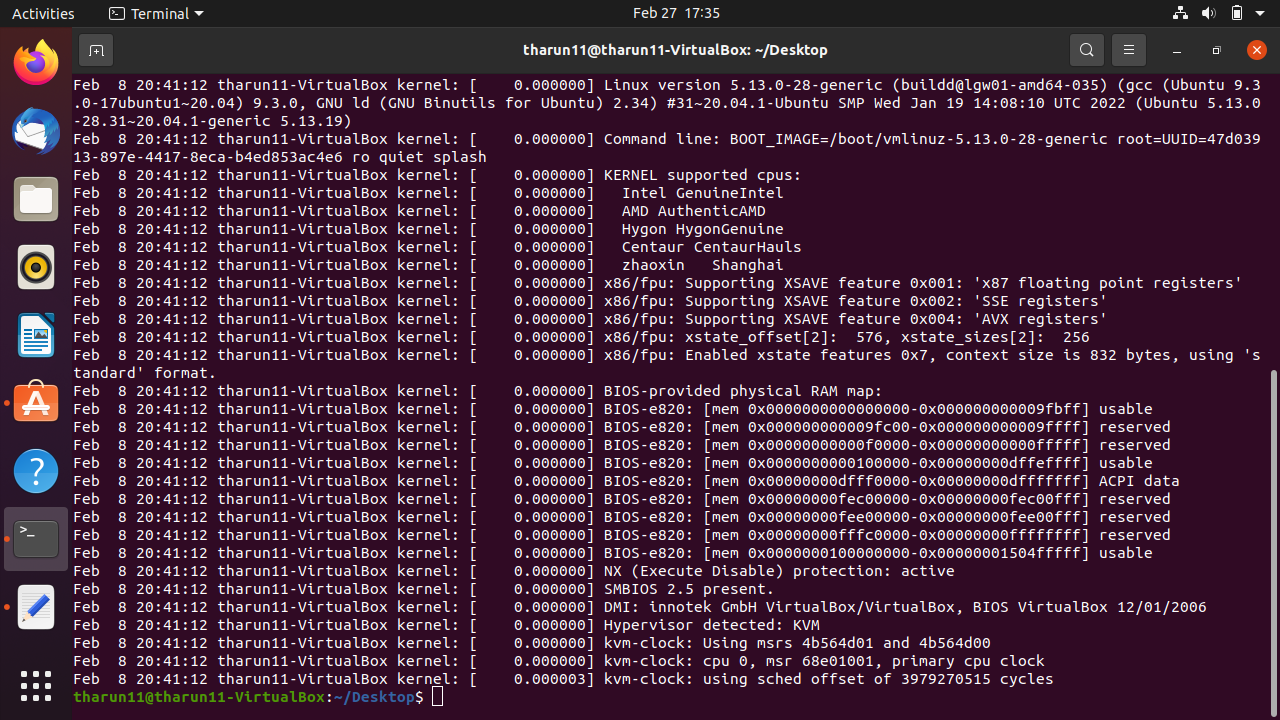 Activities Terminal Feb 27 17:35
tharun11@tharun11-VirtualBox: ~/Desktop
Feb  8 20:41:12 tharun11-VirtualBox kernel: [    0.000000] Linux version 5.13.0-28-generic (buildd@lgw01-amd64-035) (gcc (Ubuntu 9.3
.0-17ubuntu1~20.04) 9.3.0, GNU ld (GNU Binutils for Ubuntu) 2.34) #31~20.04.1-Ubuntu SMP Wed Jan 19 14:08:10 UTC 2022 (Ubuntu 5.13.0
-28.31~20.04.1-generic 5.13.19)
Feb  8 20:41:12 tharun11-VirtualBox kernel: [    0.000000] Command line: BOOT_IMAGE=/boot/vmlinuz-5.13.0-28-generic root=UUID=47d039
13-897e-4417-8eca-b4ed853ac4e6 ro quiet splash
Feb  8 20:41:12 tharun11-VirtualBox kernel: [    0.000000] KERNEL supported cpus:
Feb  8 20:41:12 tharun11-VirtualBox kernel: [    0.000000]   Intel GenuineIntel
Feb  8 20:41:12 tharun11-VirtualBox kernel: [    0.000000]   AMD AuthenticAMD
Feb  8 20:41:12 tharun11-VirtualBox kernel: [    0.000000]   Hygon HygonGenuine
Feb  8 20:41:12 tharun11-VirtualBox kernel: [    0.000000]   Centaur CentaurHauls
Feb  8 20:41:12 tharun11-VirtualBox kernel: [    0.000000]   zhaoxin   Shanghai
Feb  8 20:41:12 tharun11-VirtualBox kernel: [    0.000000] x86/fpu: Supporting XSAVE feature 0x001: 'x87 floating point registers'
Feb  8 20:41:12 tharun11-VirtualBox kernel: [    0.000000] x86/fpu: Supporting XSAVE feature 0x002: 'SSE registers'
Feb  8 20:41:12 tharun11-VirtualBox kernel: [    0.000000] x86/fpu: Supporting XSAVE feature 0x004: 'AVX registers'
Feb  8 20:41:12 tharun11-VirtualBox kernel: [    0.000000] x86/fpu: xstate_offset[2]:  576, xstate_sizes[2]:  256
Feb  8 20:41:12 tharun11-VirtualBox kernel: [    0.000000] x86/fpu: Enabled xstate features 0x7, context size is 832 bytes, using 's
tandard' format.
Feb  8 20:41:12 tharun11-VirtualBox kernel: [    0.000000] BIOS-provided physical RAM map:
Feb  8 20:41:12 tharun11-VirtualBox kernel: [    0.000000] BIOS-e820: [mem 0x0000000000000000-0x000000000009fbff] usable
Feb  8 20:41:12 tharun11-VirtualBox kernel: [    0.000000] BIOS-e820: [mem 0x000000000009fc00-0x000000000009ffff] reserved
Feb  8 20:41:12 tharun11-VirtualBox kernel: [    0.000000] BIOS-e820: [mem 0x00000000000f0000-0x00000000000fffff] reserved
Feb  8 20:41:12 tharun11-VirtualBox kernel: [    0.000000] BIOS-e820: [mem 0x0000000000100000-0x00000000dffeffff] usable
Feb  8 20:41:12 tharun11-VirtualBox kernel: [    0.000000] BIOS-e820: [mem 0x00000000dfff0000-0x00000000dfffffff] ACPI data
Feb  8 20:41:12 tharun11-VirtualBox kernel: [    0.000000] BIOS-e820: [mem 0x00000000fec00000-0x00000000fec00fff] reserved
Feb  8 20:41:12 tharun11-VirtualBox kernel: [    0.000000] BIOS-e820: [mem 0x00000000fee00000-0x00000000fee00fff] reserved
Feb  8 20:41:12 tharun11-VirtualBox kernel: [    0.000000] BIOS-e820: [mem 0x00000000fffc0000-0x00000000ffffffff] reserved
Feb  8 20:41:12 tharun11-VirtualBox kernel: [    0.000000] BIOS-e820: [mem 0x0000000100000000-0x00000001504fffff] usable
Feb  8 20:41:12 tharun11-VirtualBox kernel: [    0.000000] NX (Execute Disable) protection: active
Feb  8 20:41:12 tharun11-VirtualBox kernel: [    0.000000] SMBIOS 2.5 present.
Feb  8 20:41:12 tharun11-VirtualBox kernel: [    0.000000] DMI: innotek GmbH VirtualBox/VirtualBox, BIOS VirtualBox 12/01/2006
Feb  8 20:41:12 tharun11-VirtualBox kernel: [    0.000000] Hypervisor detected: KVM
Feb  8 20:41:12 tharun11-VirtualBox kernel: [    0.000000] kvm-clock: Using msrs 4b564d01 and 4b564d00
Feb  8 20:41:12 tharun11-VirtualBox kernel: [    0.000000] kvm-clock: cpu 0, msr 68e01001, primary cpu clock
Feb  8 20:41:12 tharun11-VirtualBox kernel: [    0.000003] kvm-clock: using sched offset of 3979270515 cycles
tharun11@tharun11-VirtualBox:~/Desktop$